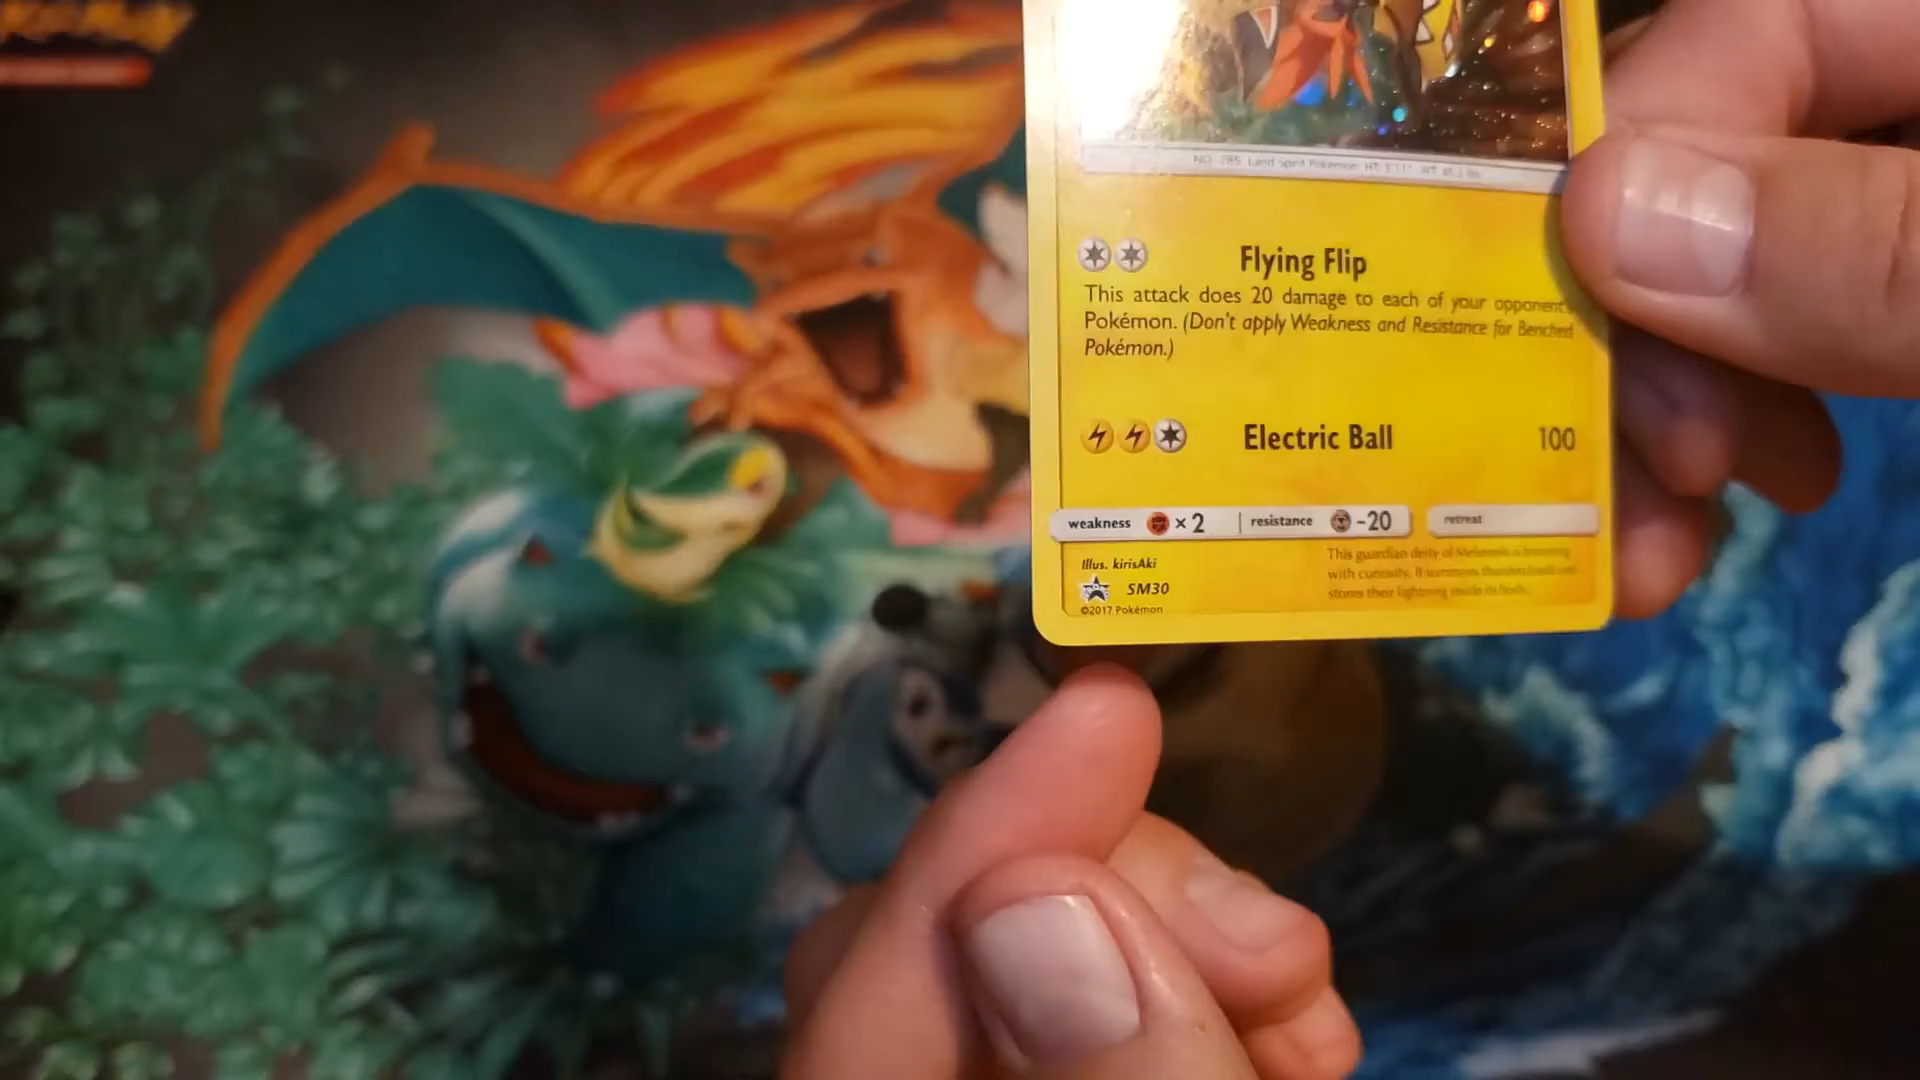 NO. 785 Land Spirit Pokémon HT: 5'11" WT: 45.2 lbs
Flying Flip
This attack does 20 damage to each of your opponent
Pokémon. (Don't apply Weakness and Resistance for Benched
Pokémon.)
Electric Ball 100
weakness ×2 resistance -20 retreat
Illus. kirisAki
SM30
©2017 Pokémon
This guardian deity of Melemele is brimming
with curiosity. It summons thunderclouds and
stores their lightning inside its body.